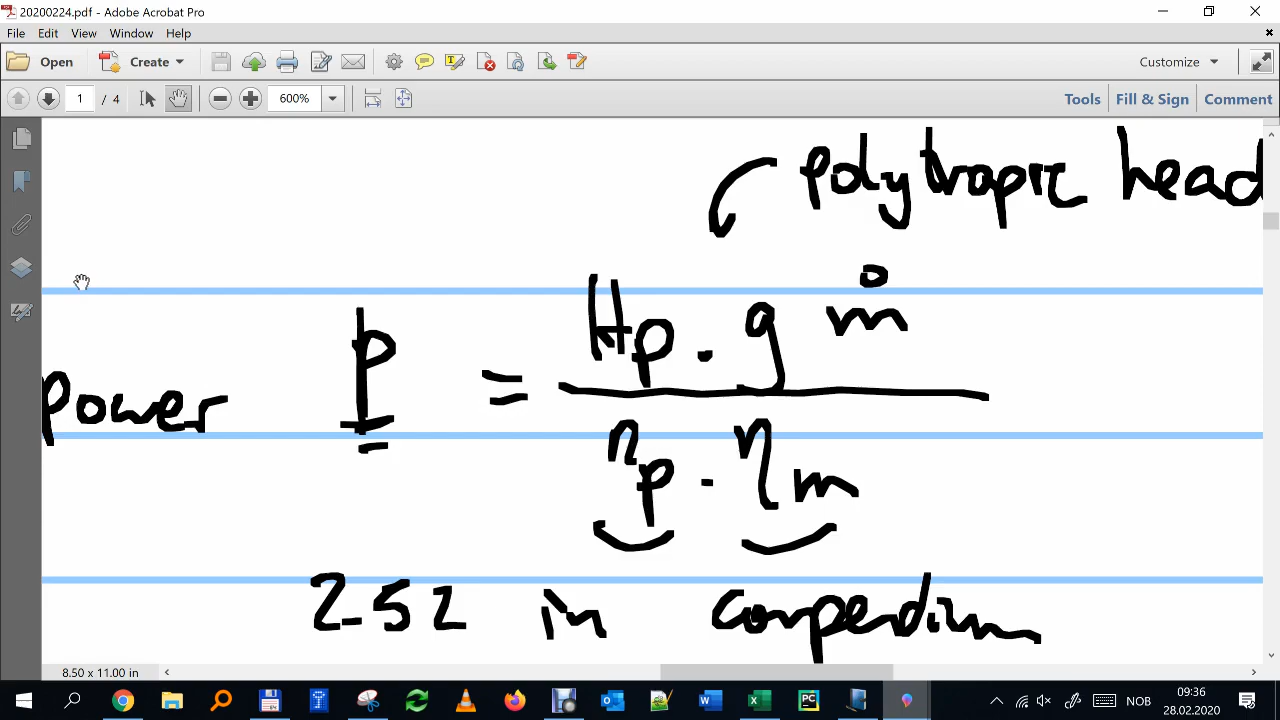 20200224.pdf - Adobe Acrobat Pro
File Edit View Window Help
Open Create Customize
1 / 4 600% Tools Fill & Sign Comment
polytropic head
power P = Hp · g ṁ
ηp · ηm
2.52 in compendium
8.50 x 11.00 in
NOB 09:36
28.02.2020